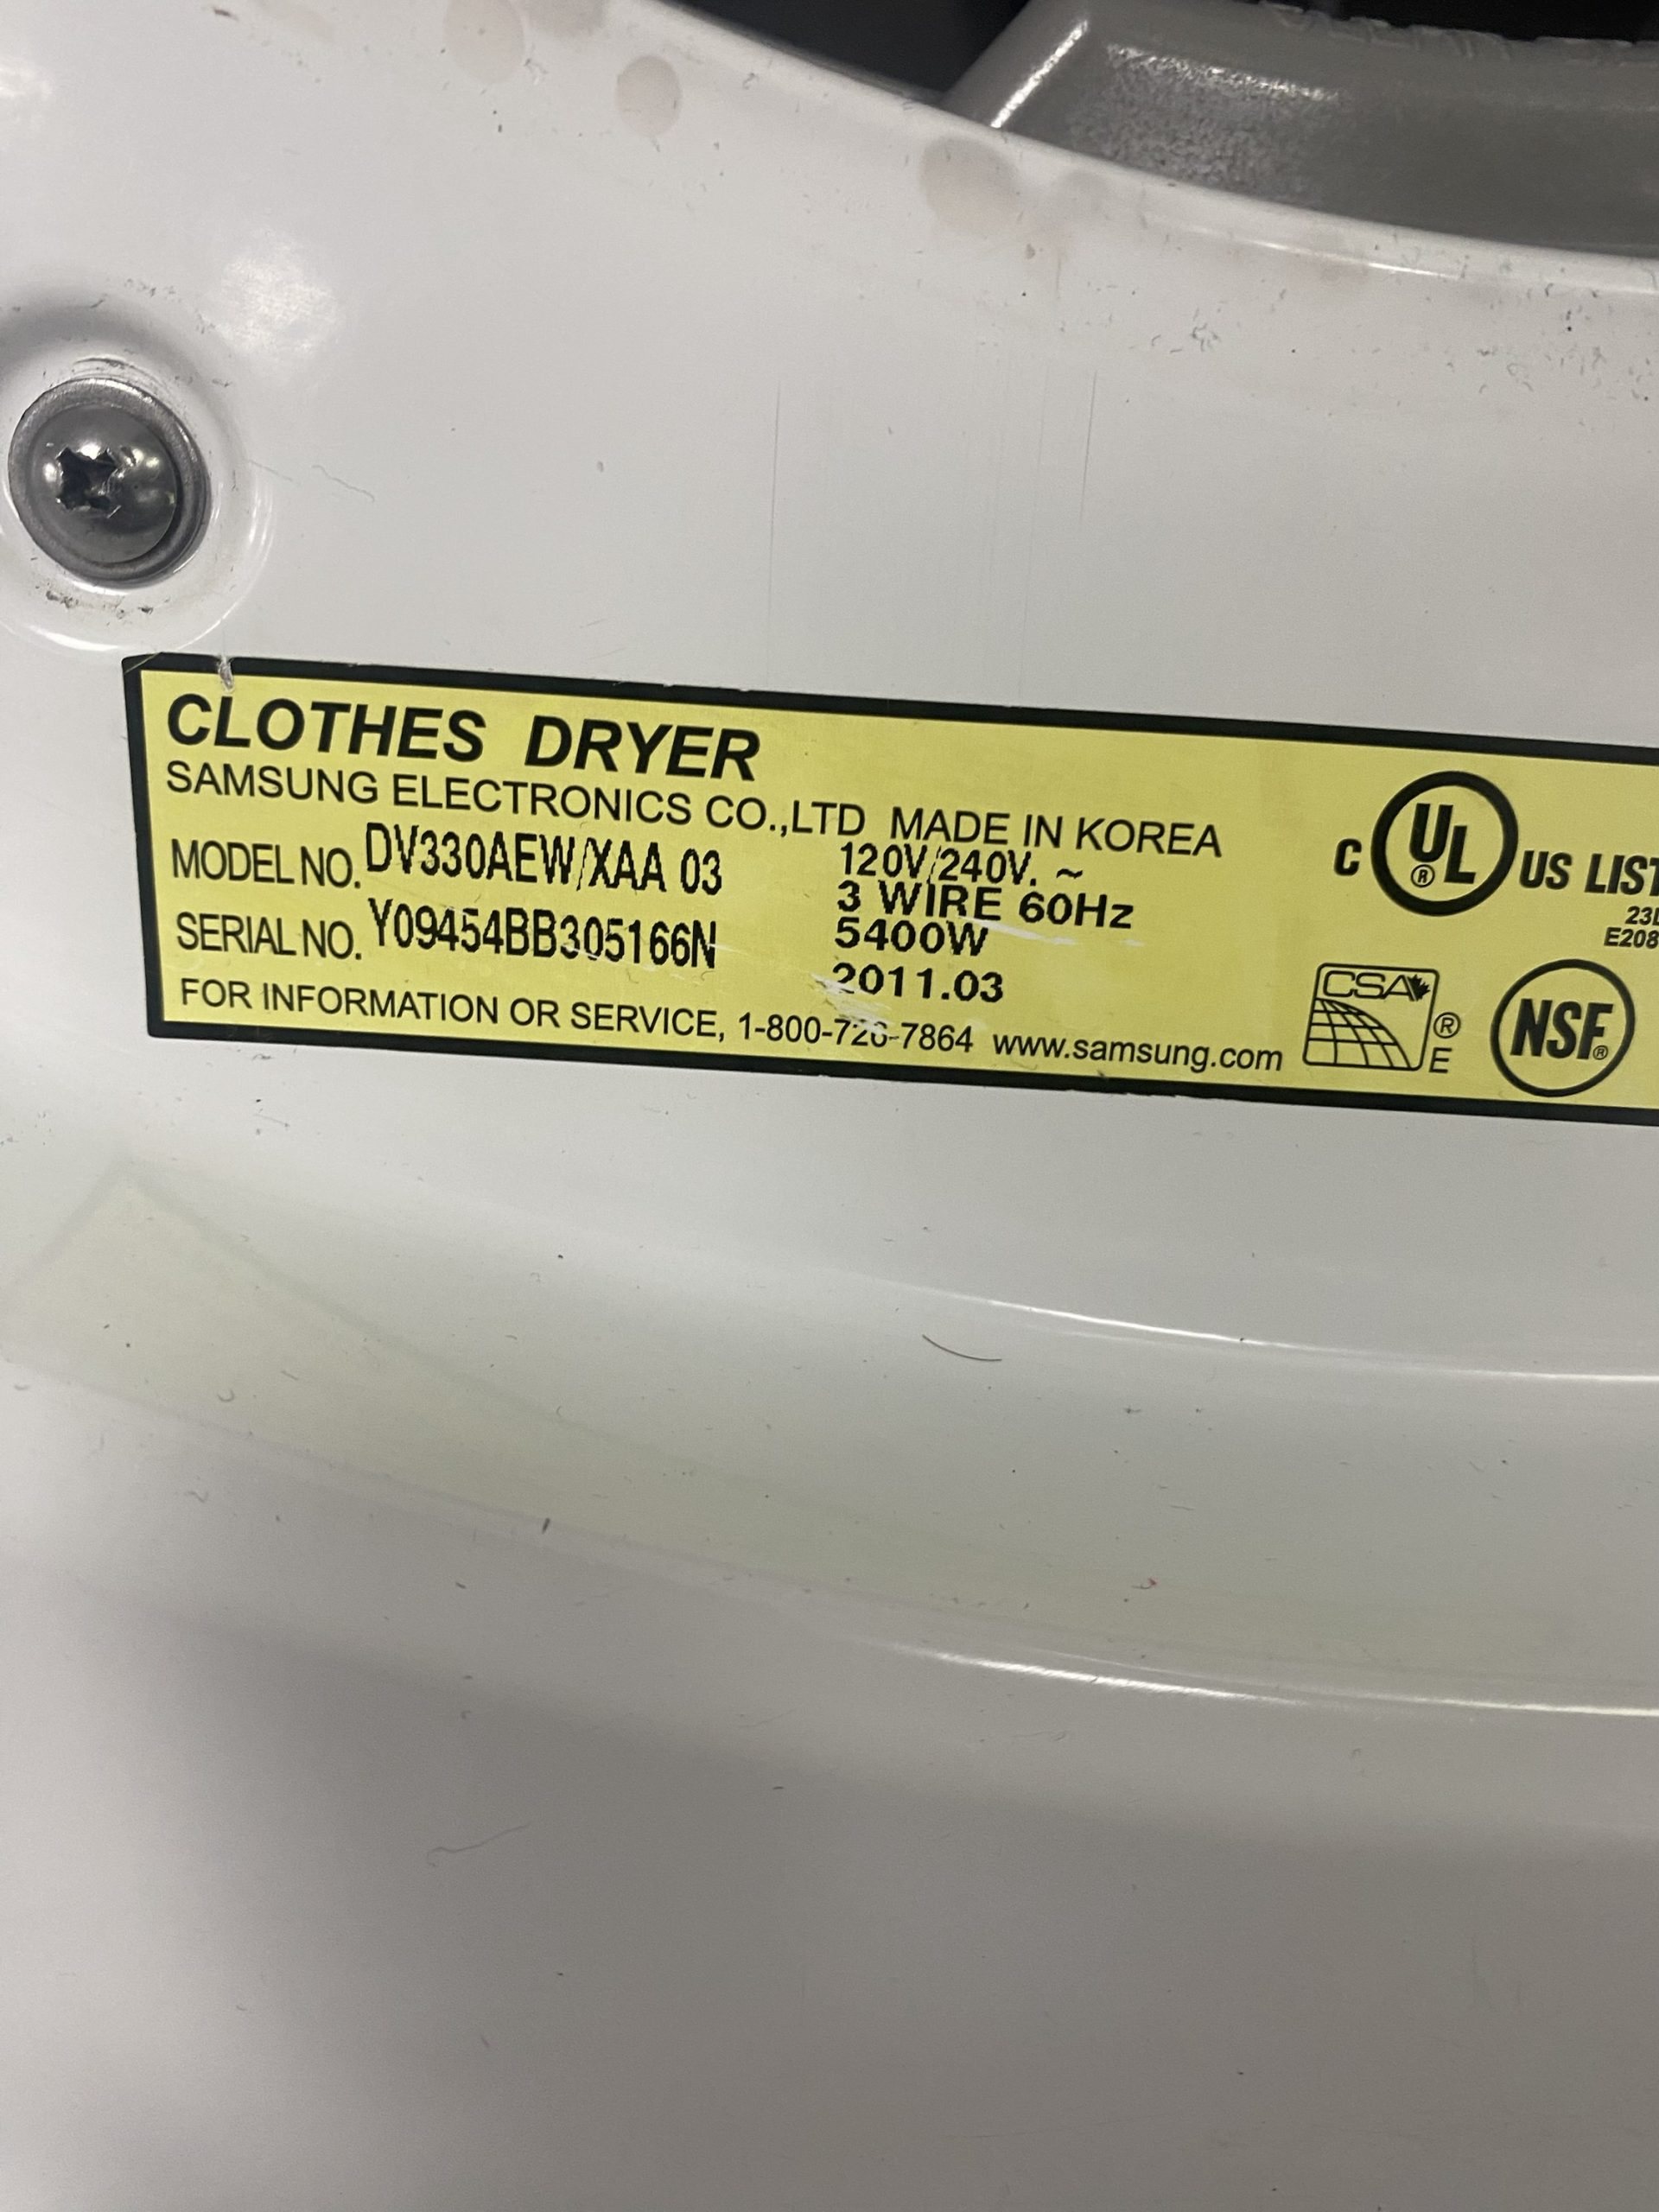 CLOTHES DRYER
SAMSUNG ELECTRONICS CO.,LTD MADE IN KOREA
MODEL NO. DV330AEW/XAA 03
SERIAL NO. Y09454BB305166N
120V/240V. ~
3 WIRE 60Hz
5400W
2011.03
FOR INFORMATION OR SERVICE, 1-800-726-7864 www.samsung.com
C UL® US
CSA ® E
NSF®